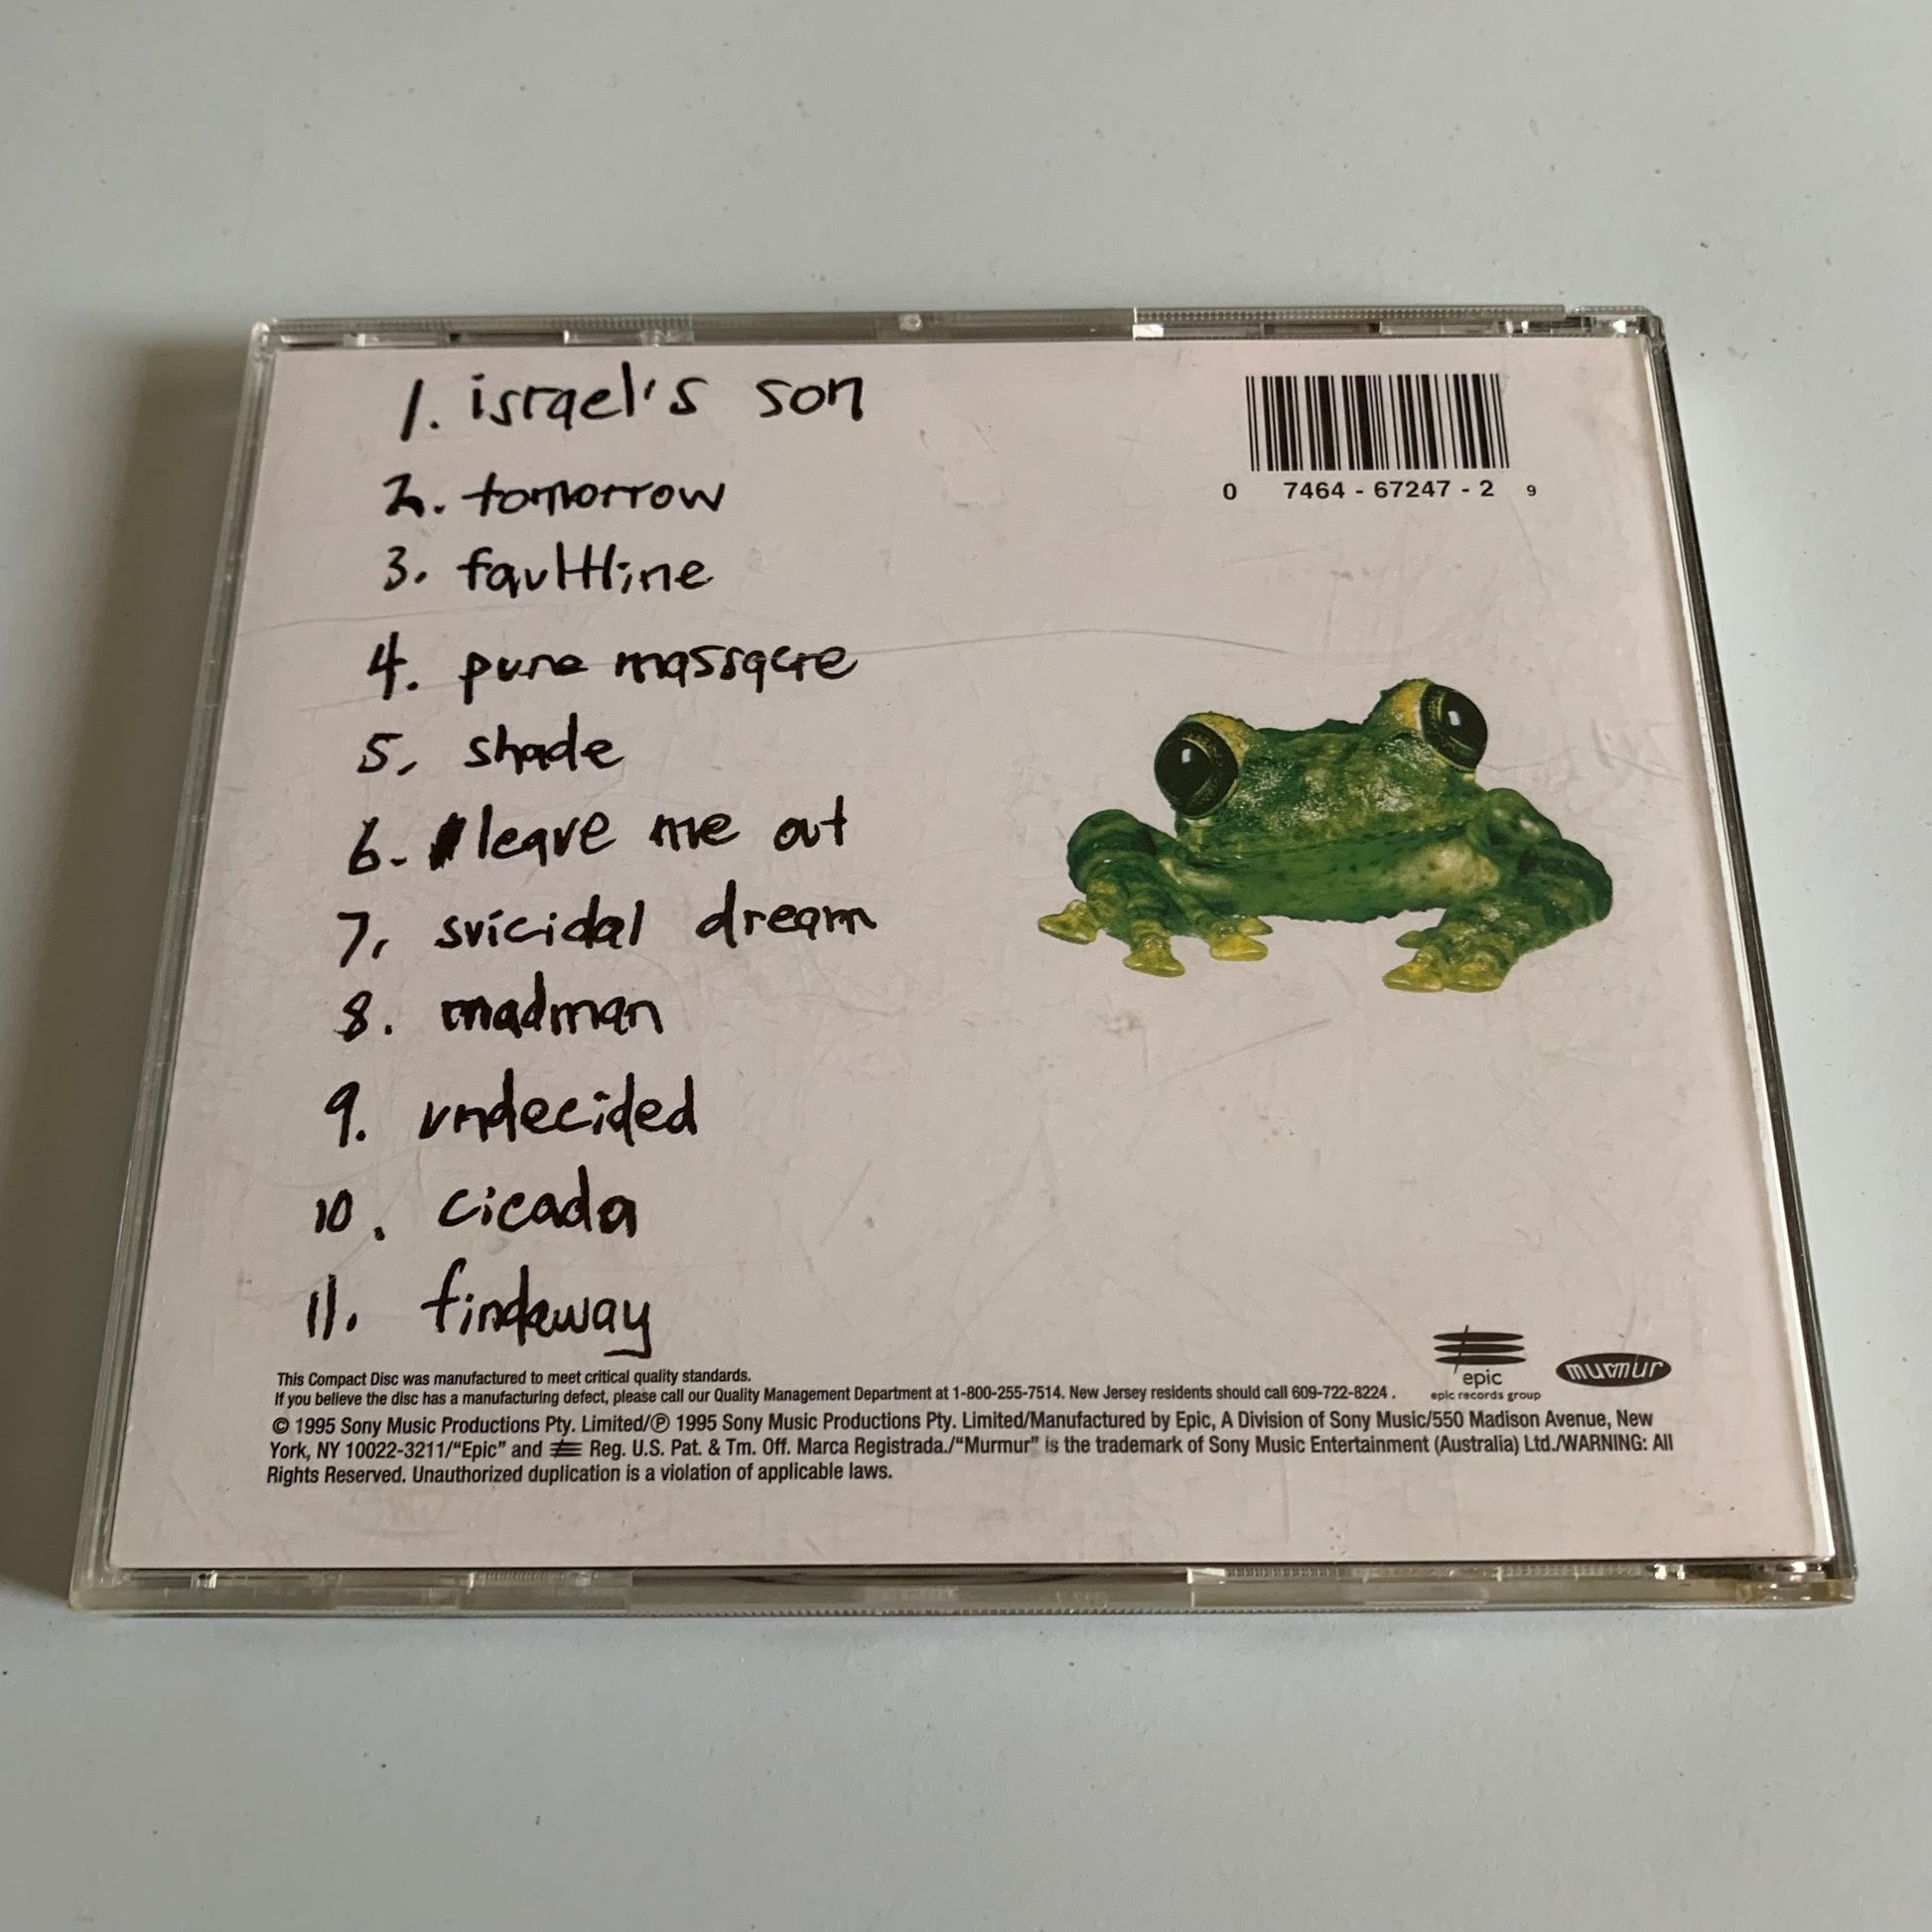 1. israel's son
2. tomorrow
3. faultline
4. pure massacre
5. shade
6. leave me out
7. suicidal dream
8. madman
9. undecided
10. cicada
11. findaway
0 7464 - 67247 - 2 9
epic
epic records group
murmur
This Compact Disc was manufactured to meet critical quality standards.
If you believe the disc has a manufacturing defect, please call our Quality Management Department at 1-800-255-7514. New Jersey residents should call 609-722-8224 .
© 1995 Sony Music Productions Pty. Limited/℗ 1995 Sony Music Productions Pty. Limited/Manufactured by Epic, A Division of Sony Music/550 Madison Avenue, New
York, NY 10022-3211/“Epic” and Reg. U.S. Pat. & Tm. Off. Marca Registrada./“Murmur” is the trademark of Sony Music Entertainment (Australia) Ltd./WARNING: All
Rights Reserved. Unauthorized duplication is a violation of applicable laws.